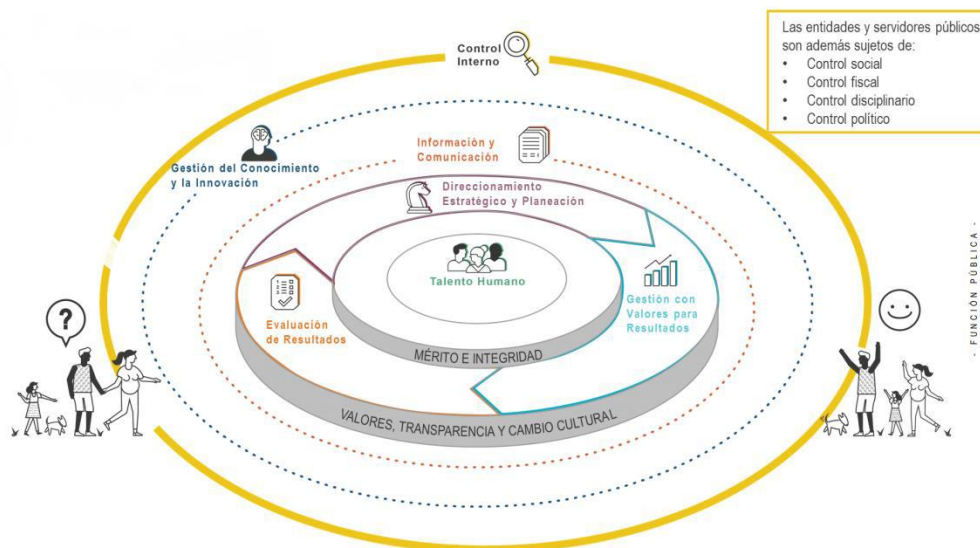 Control
Interno
Las entidades y servidores públicos
son además sujetos de:
• Control social
• Control fiscal
• Control disciplinario
• Control político
Información y
Comunicación
Gestión del Conocimiento
y la Innovación
Direccionamiento
Estratégico y Planeación
Talento Humano
Gestión con
Valores para
Resultados
Evaluación
de Resultados
MÉRITO E INTEGRIDAD
VALORES, TRANSPARENCIA Y CAMBIO CULTURAL
?
- FUNCIÓN PÚBLICA -